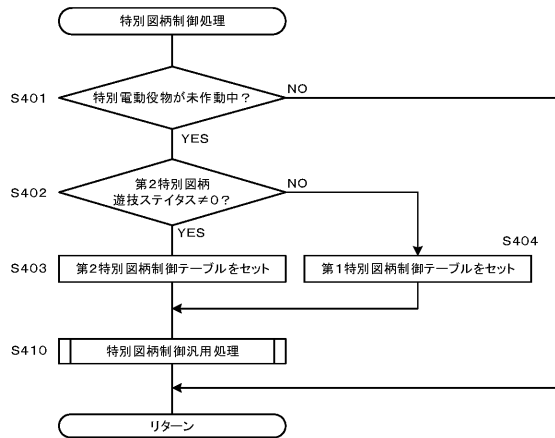 特別図柄制御処理
S401
特別電動役物が未作動中？
NO
YES
S402
第２特別図柄
遊技ステイタス≠０？
NO
YES
S403
第２特別図柄制御テーブルをセット
S404
第１特別図柄制御テーブルをセット
S410
特別図柄制御汎用処理
リターン